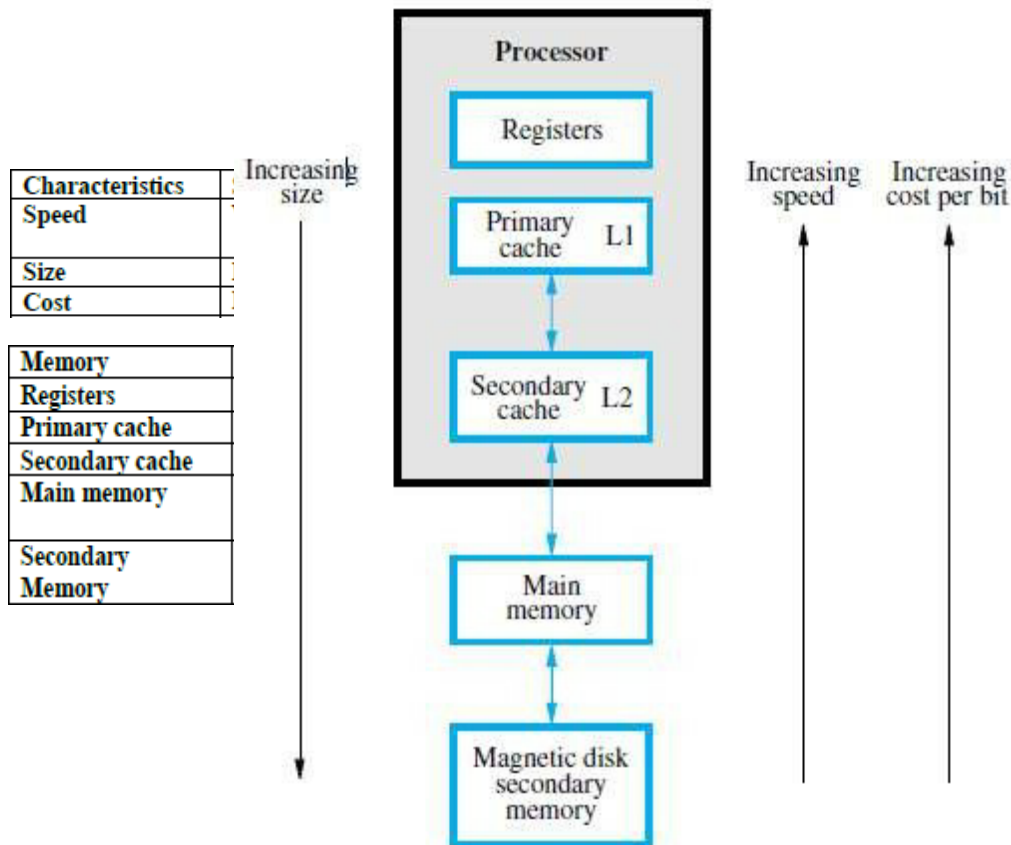 Processor
Registers
Primary
cache L1
Secondary
cache L2
Main
memory
Magnetic disk
secondary
memory
Increasing
size
Increasing
speed
Increasing
cost per bit
Characteristics
Speed
Size
Cost
Memory
Registers
Primary cache
Secondary cache
Main memory
Secondary
Memory